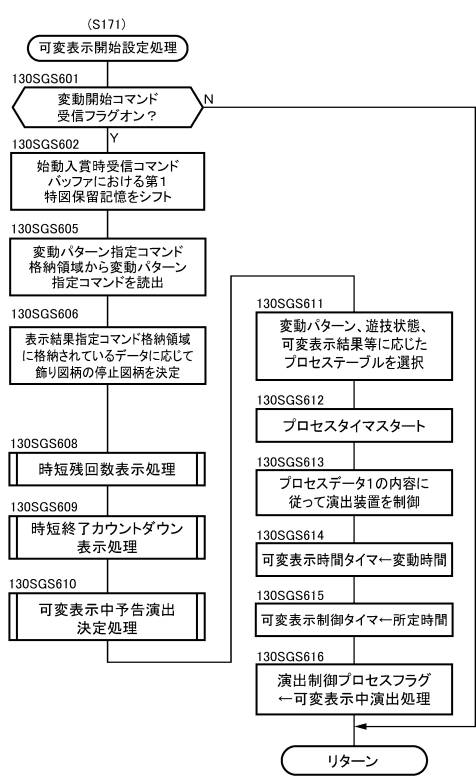 (S171)
可変表示開始設定処理
130SGS601
変動開始コマンド
受信フラグオン？
N
Y
130SGS602
始動入賞時受信コマンド
バッファにおける第1
特図保留記憶をシフト
130SGS605
変動パターン指定コマンド
格納領域から変動パターン
指定コマンドを読出
130SGS606
表示結果指定コマンド格納領域
に格納されているデータに応じて
飾り図柄の停止図柄を決定
130SGS608
時短残回数表示処理
130SGS609
時短終了カウントダウン
表示処理
130SGS610
可変表示中予告演出
決定処理
130SGS611
変動パターン、遊技状態、
可変表示結果等に応じた
プロセステーブルを選択
130SGS612
プロセスタイマスタート
130SGS613
プロセスデータ1の内容に
従って演出装置を制御
130SGS614
可変表示時間タイマ←変動時間
130SGS615
可変表示制御タイマ←所定時間
130SGS616
演出制御プロセスフラグ
←可変表示中演出処理
リターン